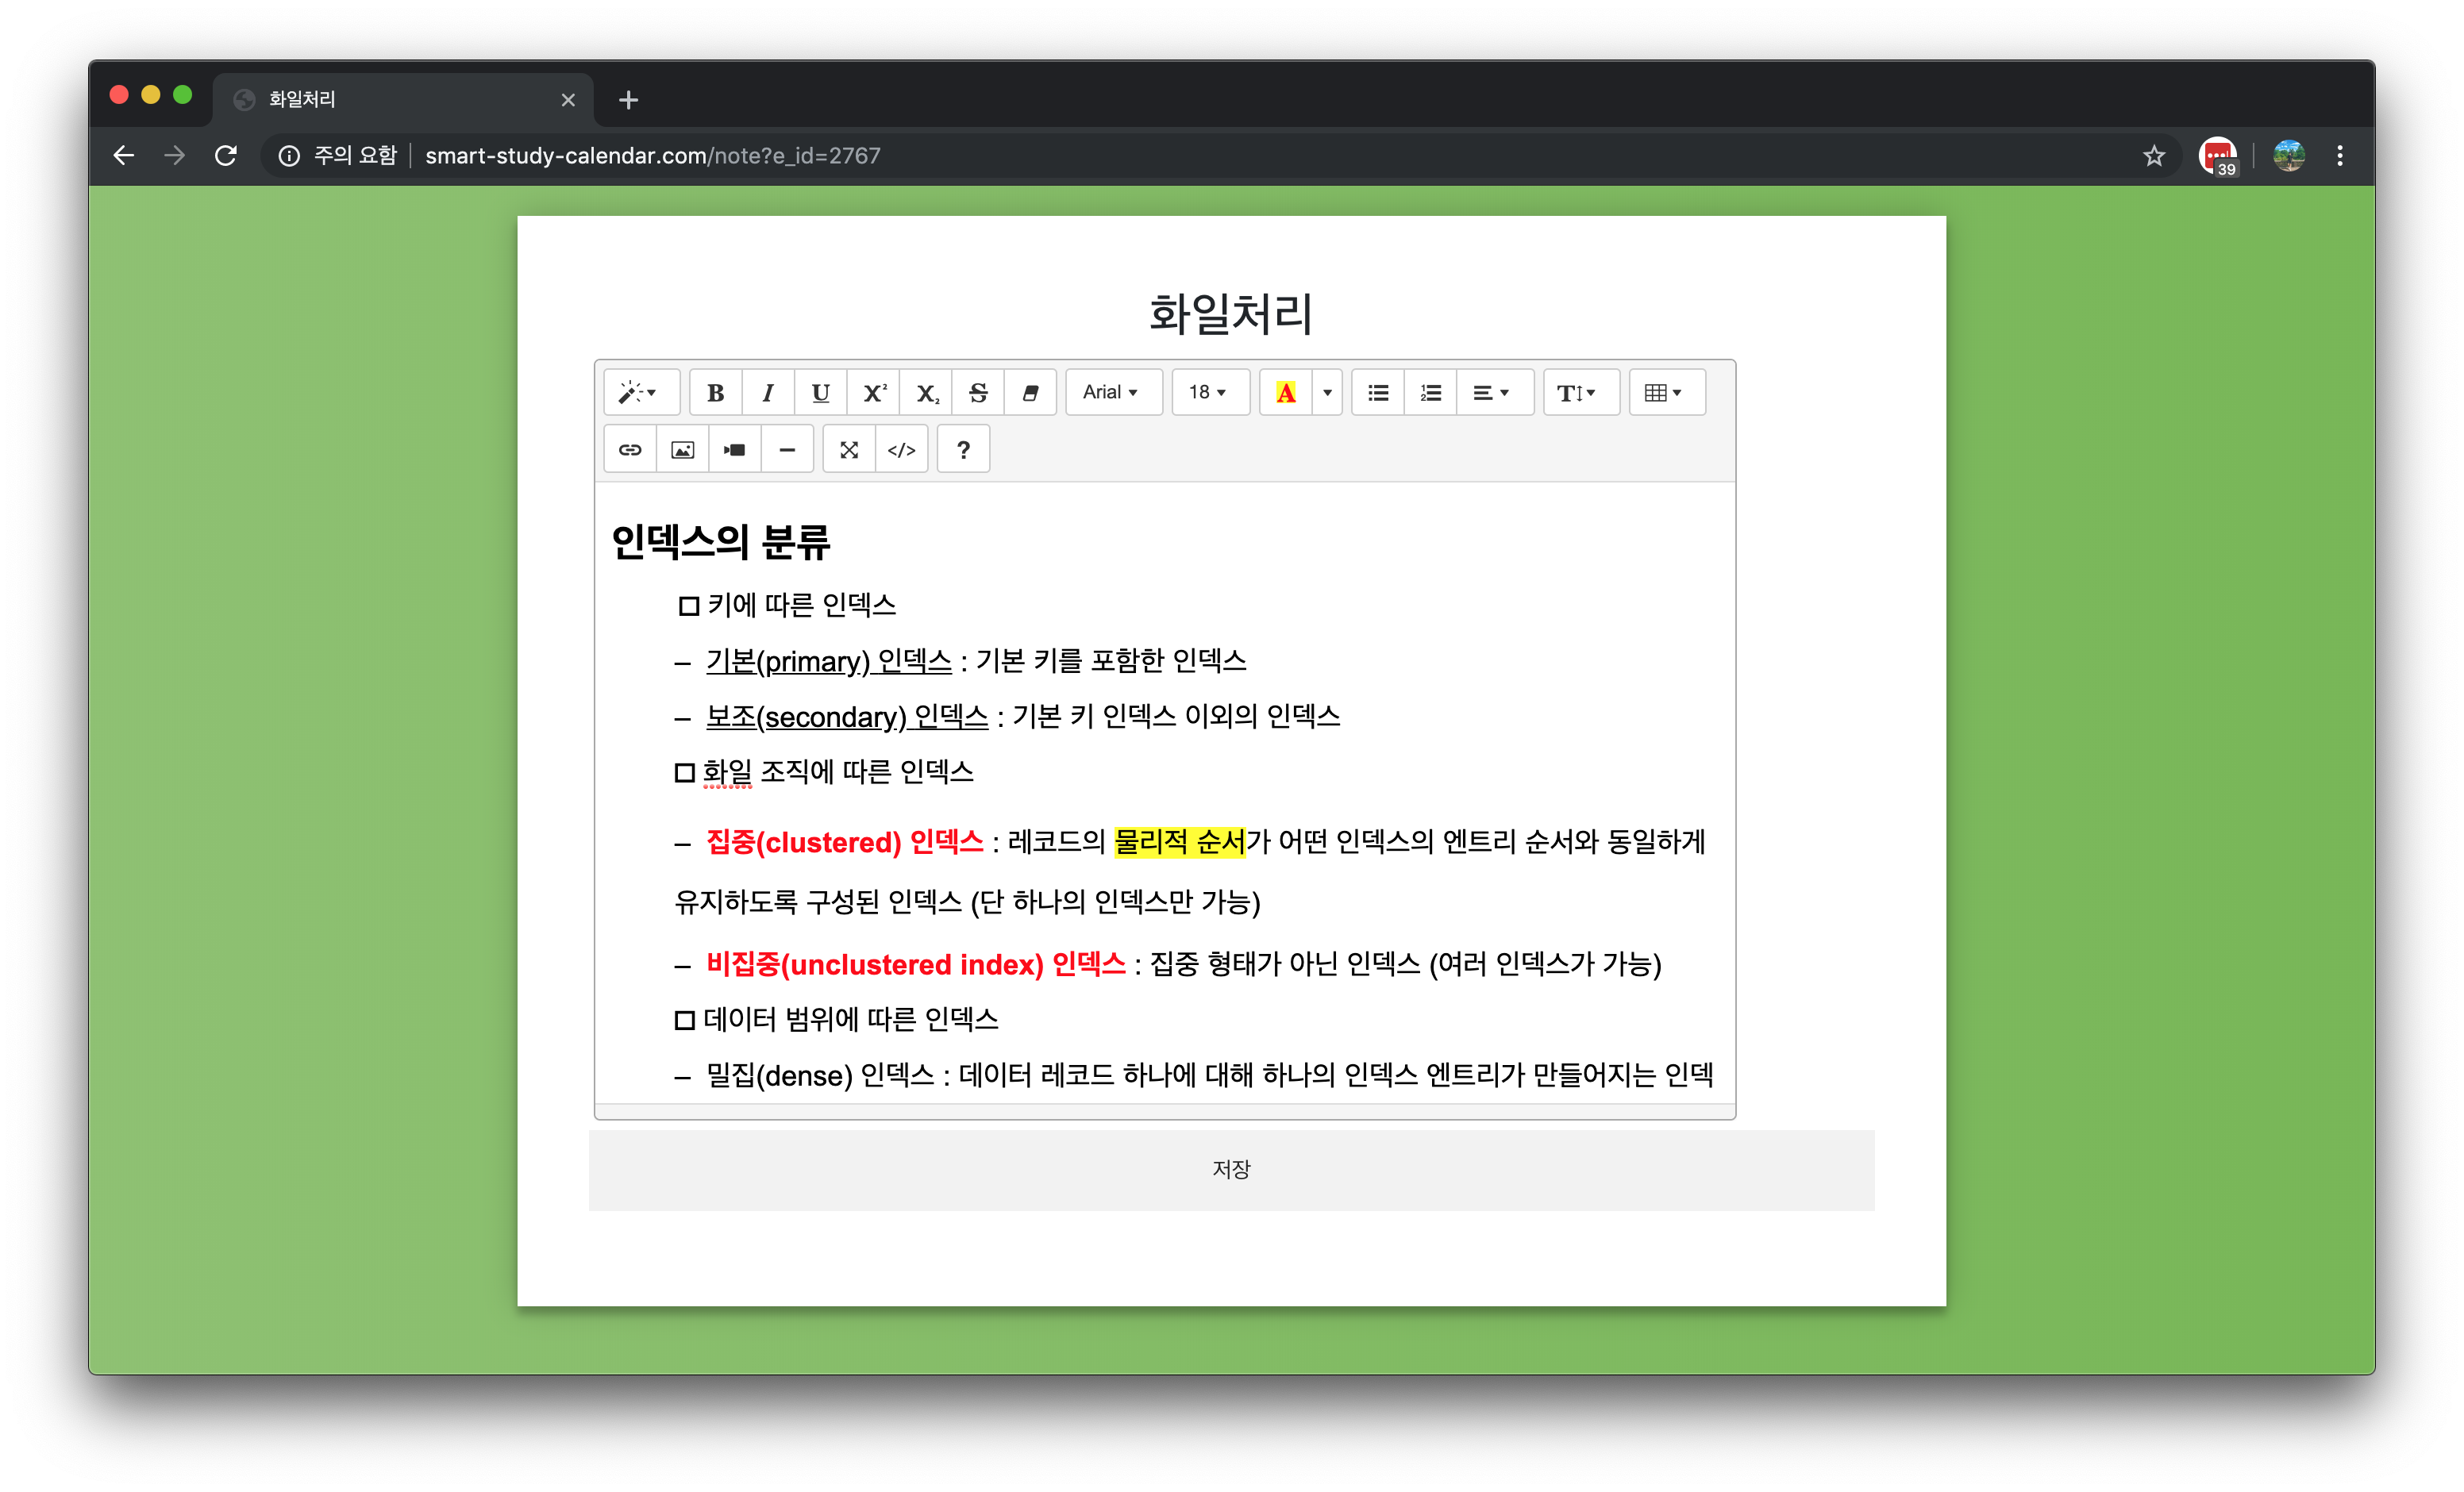 화일처리
주의 요함 smart-study-calendar.com/note?e_id=2767
39
화일처리
B I U X² X₂ S Arial 18 A T
</> ?
인덱스의 분류
키에 따른 인덱스
– 기본(primary) 인덱스 : 기본 키를 포함한 인덱스
– 보조(secondary) 인덱스 : 기본 키 인덱스 이외의 인덱스
화일 조직에 따른 인덱스
– 집중(clustered) 인덱스 : 레코드의 물리적 순서가 어떤 인덱스의 엔트리 순서와 동일하게
유지하도록 구성된 인덱스 (단 하나의 인덱스만 가능)
– 비집중(unclustered index) 인덱스 : 집중 형태가 아닌 인덱스 (여러 인덱스가 가능)
데이터 범위에 따른 인덱스
– 밀집(dense) 인덱스 : 데이터 레코드 하나에 대해 하나의 인덱스 엔트리가 만들어지는 인덱
저장